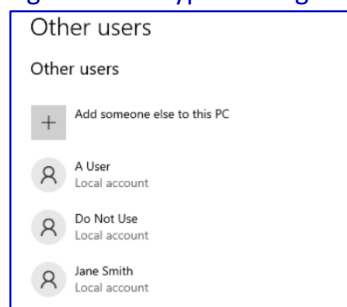 Other users
Other users
Add someone else to this PC
A User
Local account
Do Not Use
Local account
Jane Smith
Local account